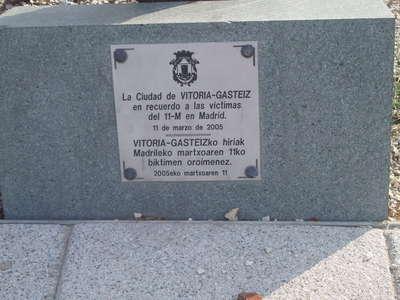 La Ciudad de VITORIA-GASTEIZ
en recuerdo a las víctimas
del 11-M en Madrid.
11 de marzo de 2005
VITORIA-GASTEIZko hiriak
Madrileko martxoaren 11ko
biktimen oroimenez.
2005eko martxoaren 11